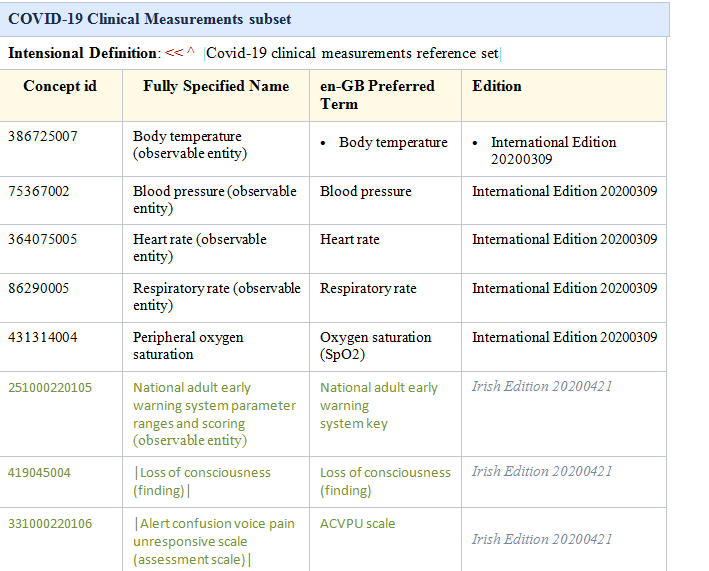 COVID-19 Clinical Measurements subset
Intensional Definition: << ^ |Covid-19 clinical measurements reference set|
Concept id Fully Specified Name en-GB Preferred Term Edition
386725007 Body temperature (observable entity) • Body temperature • International Edition 20200309
75367002 Blood pressure (observable entity) Blood pressure International Edition 20200309
364075005 Heart rate (observable entity) Heart rate International Edition 20200309
86290005 Respiratory rate (observable entity) Respiratory rate International Edition 20200309
431314004 Peripheral oxygen saturation Oxygen saturation (SpO2) International Edition 20200309
251000220105 National adult early warning system parameter ranges and scoring (observable entity) National adult early warning system key Irish Edition 20200421
419045004 |Loss of consciousness (finding)| Loss of consciousness (finding) Irish Edition 20200421
331000220106 |Alert confusion voice pain unresponsive scale (assessment scale)| ACVPU scale Irish Edition 20200421